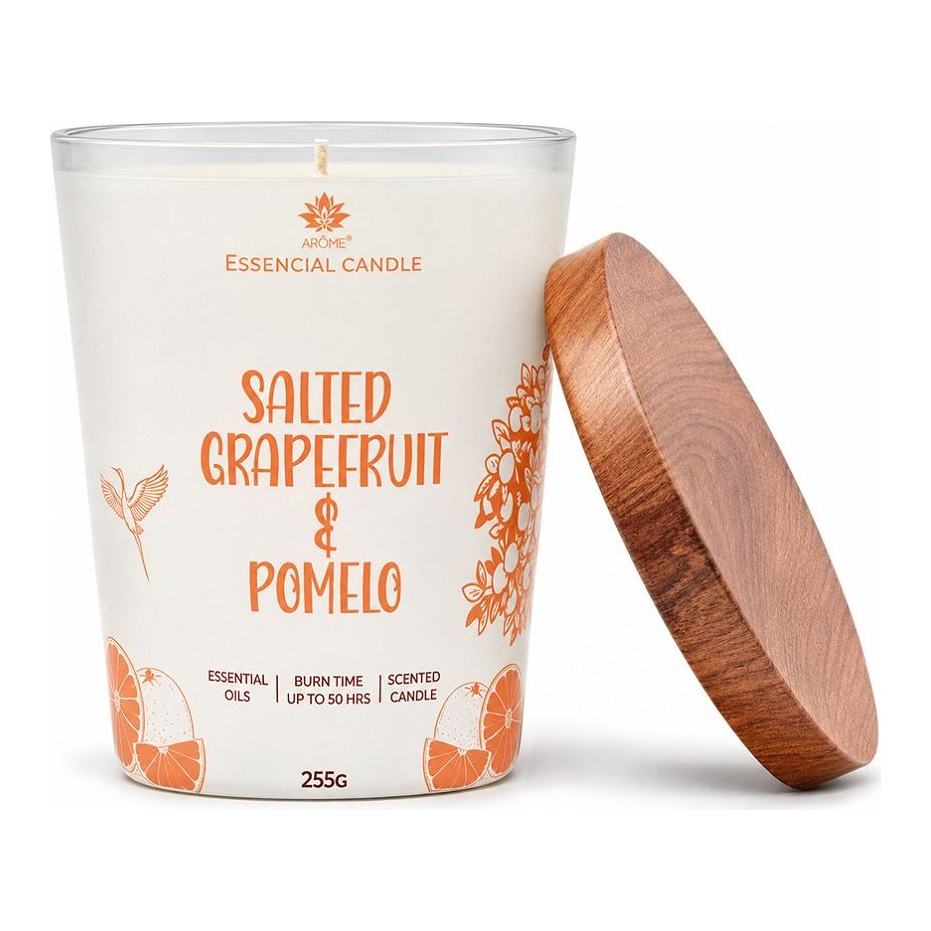 ARÔME®
ESSENCIAL CANDLE
SALTED
GRAPEFRUIT
&
POMELO
ESSENTIAL OILS
BURN TIME UP TO 50 HRS
SCENTED CANDLE
255G